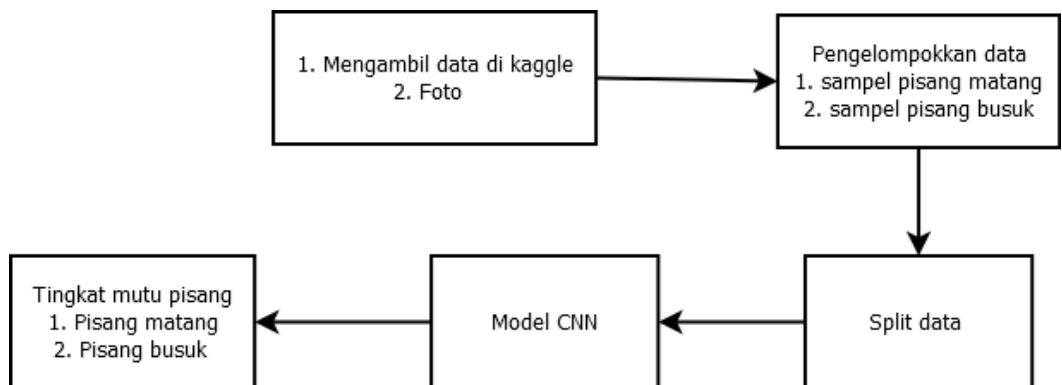 1. Mengambil data di kaggle
2. Foto
Pengelompokkan data
1. sampel pisang matang
2. sampel pisang busuk
Split data
Model CNN
Tingkat mutu pisang
1. Pisang matang
2. Pisang busuk